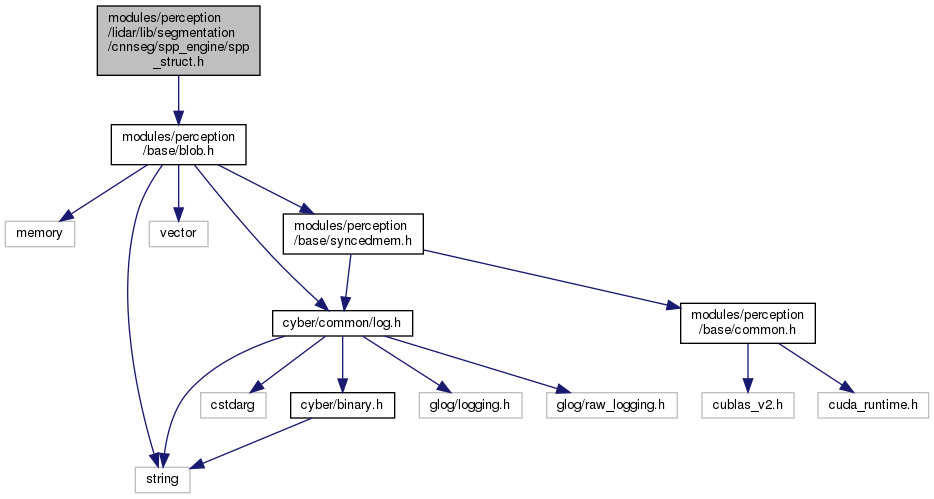 modules/perception
/lidar/lib/segmentation
/cnnseg/spp_engine/spp
_struct.h
modules/perception
/base/blob.h
memory
vector
modules/perception
/base/syncedmem.h
cyber/common/log.h
modules/perception
/base/common.h
cstdarg
cyber/binary.h
glog/logging.h
glog/raw_logging.h
cublas_v2.h
cuda_runtime.h
string